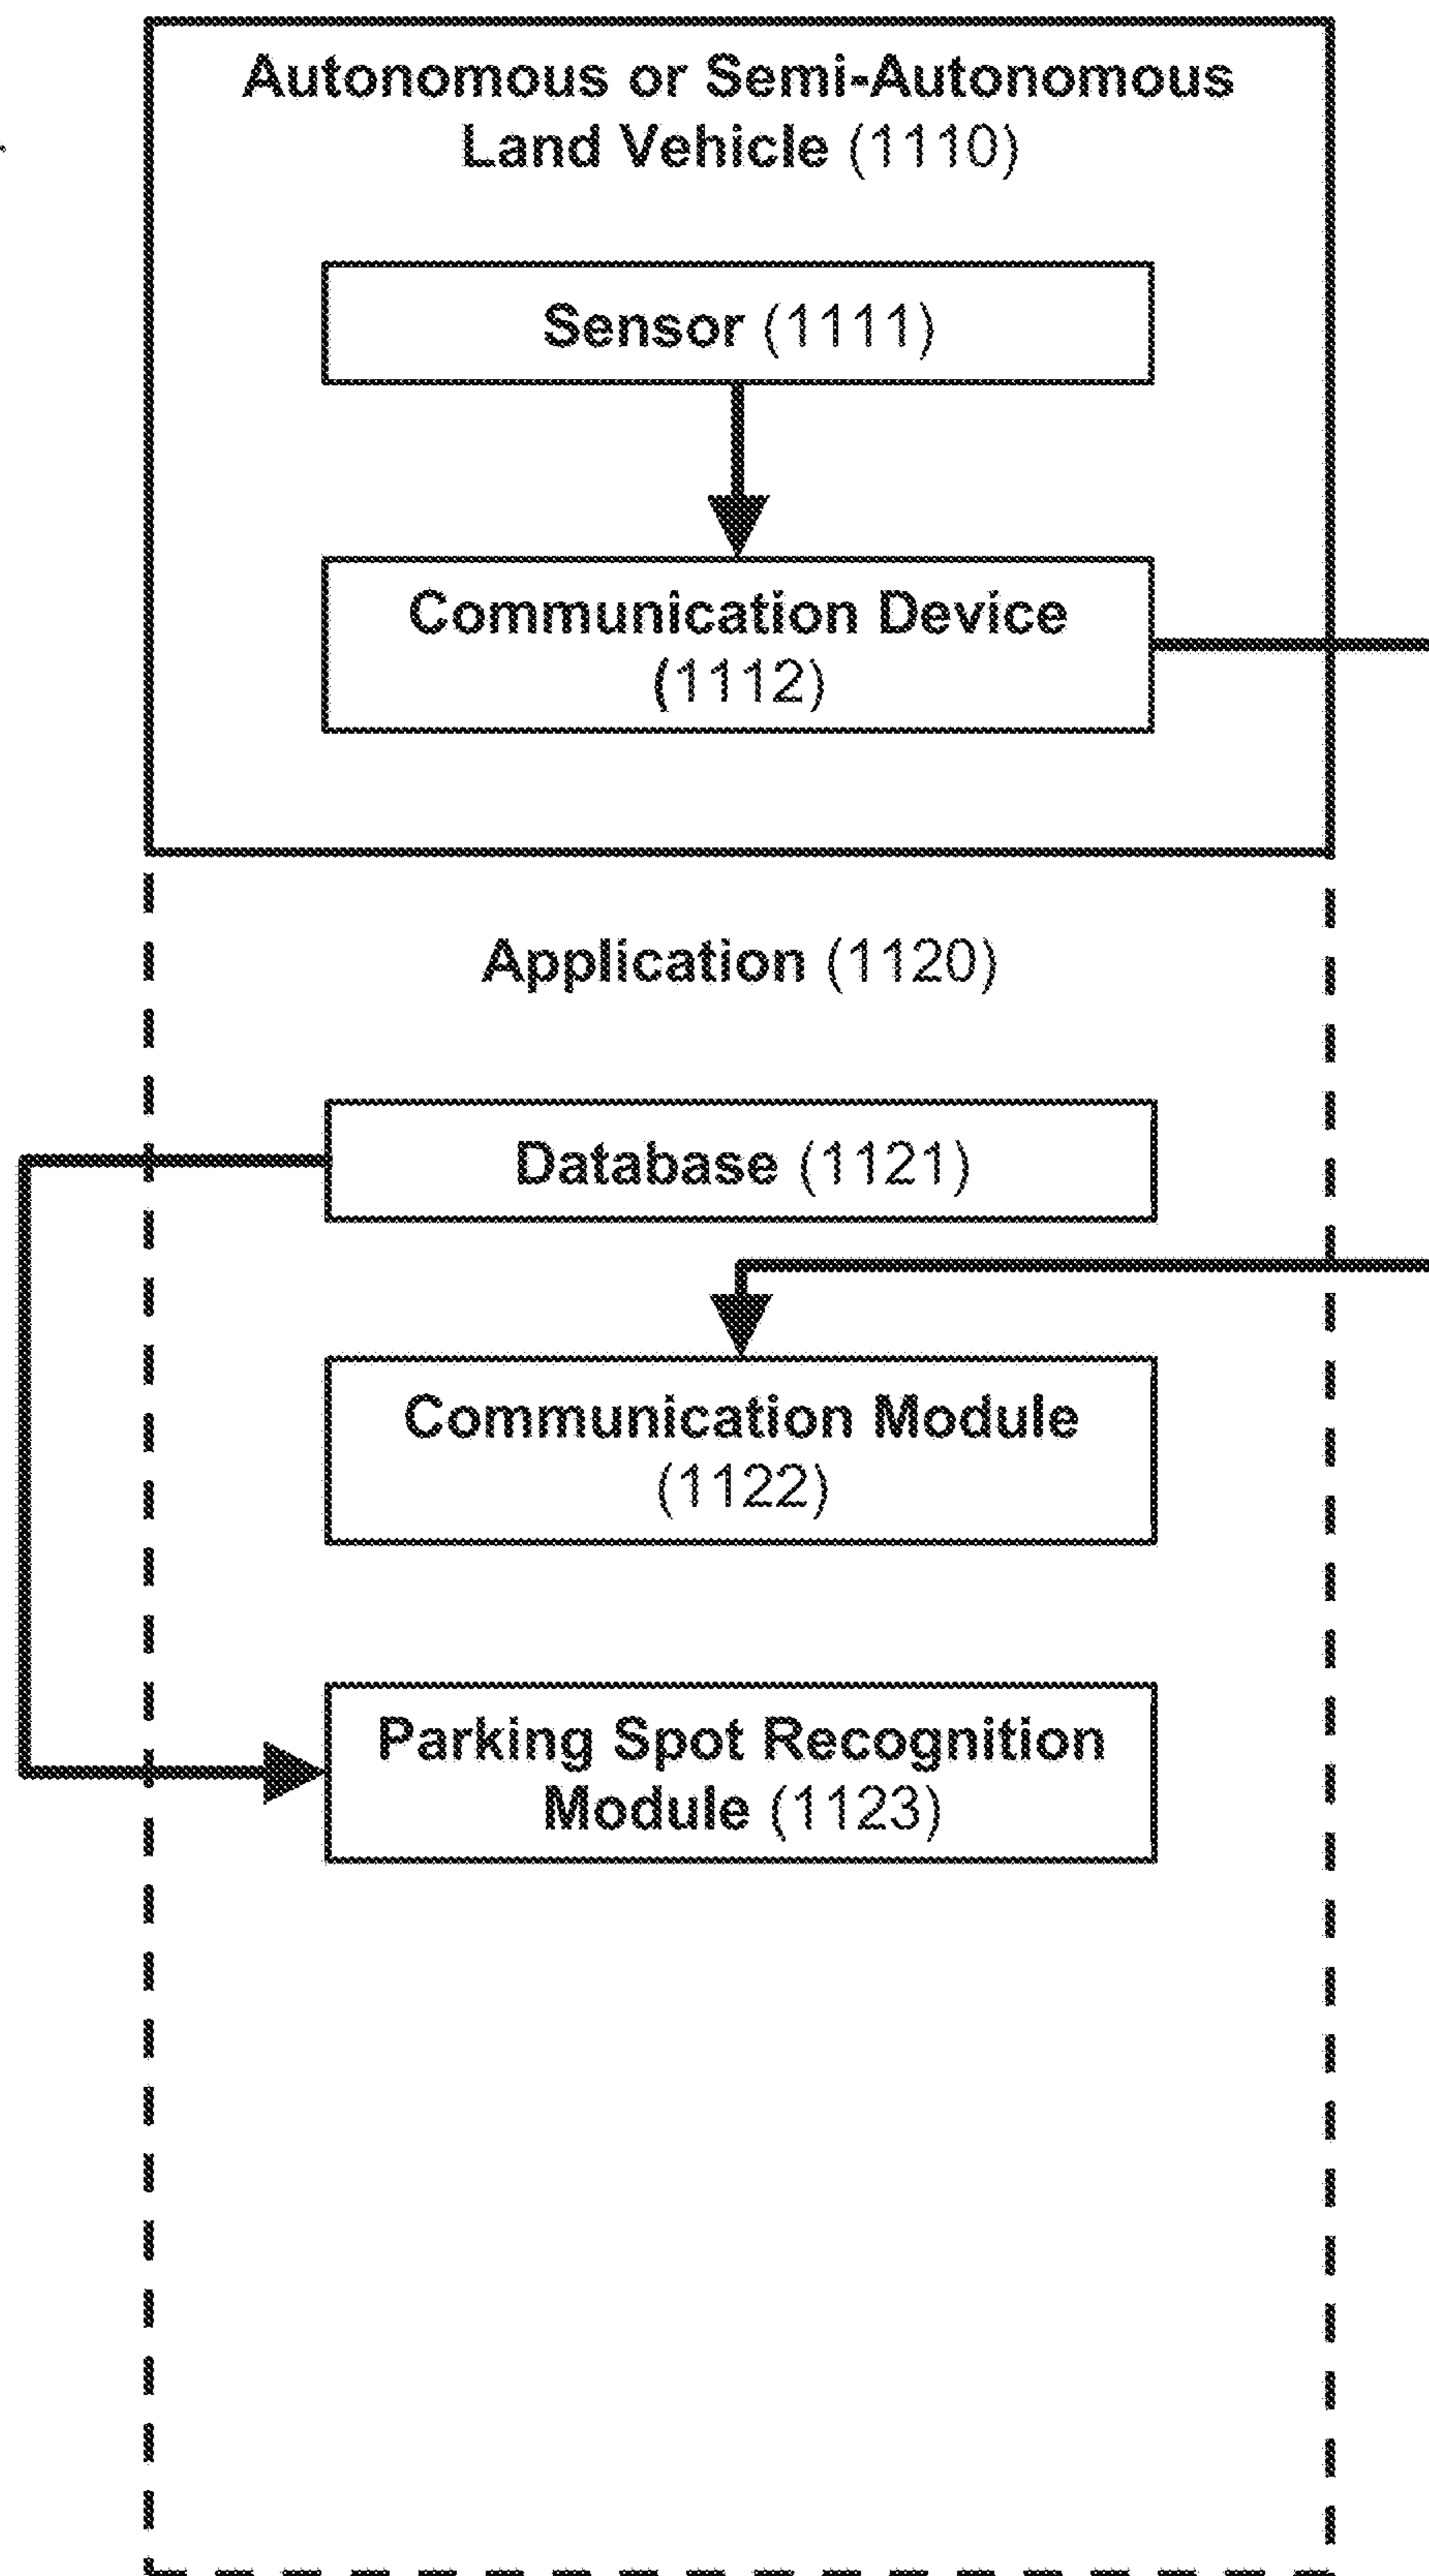 Autonomous or Semi-Autonomous
Land Vehicle (1110)
Sensor (1111)
Communication Device
(1112)
Application (1120)
Database (1121)
Communication Module
(1122)
Parking Spot Recognition
Module (1123)